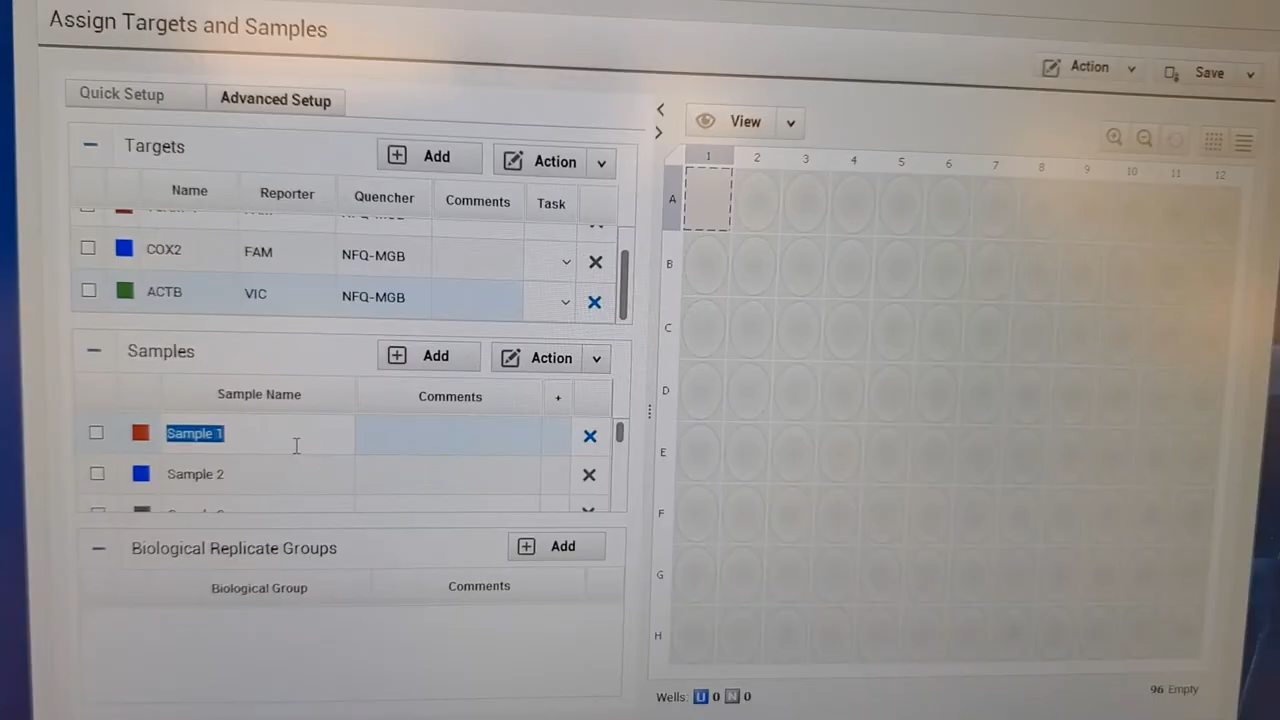 Assign Targets and Samples
Action
Save
Quick Setup
Advanced Setup
View
Targets
Add
Action
Name
Reporter
Quencher
Comments
Task
COX2
FAM
NFQ-MGB
ACTB
VIC
NFQ-MGB
Samples
Add
Action
Sample Name
Comments
+
Sample 1
Sample 2
Biological Replicate Groups
Add
Biological Group
Comments
1 2 3 4 5 6 7 8 9 10 11 12
A
B
C
D
E
F
G
H
Wells: U 0 N 0
96 Empty